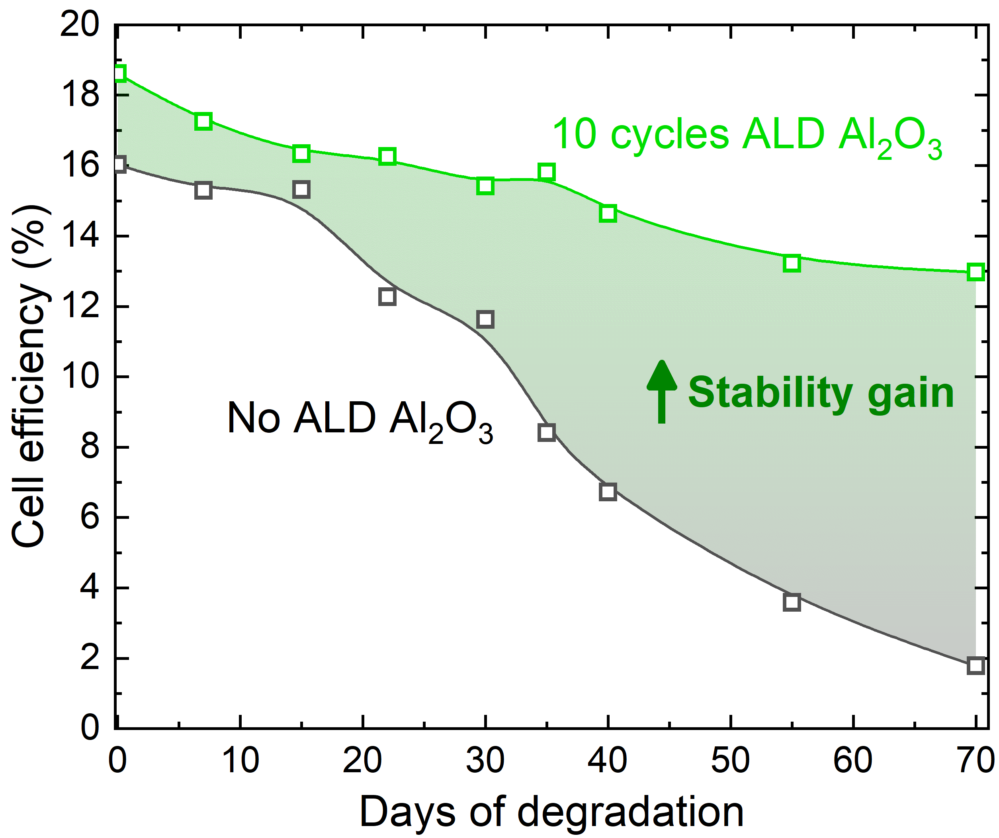 20
18
16
14
12
10
8
6
4
2
0
Cell efficiency (%)
10 cycles ALD Al₂O₃
Stability gain
No ALD Al₂O₃
0 10 20 30 40 50 60 70
Days of degradation